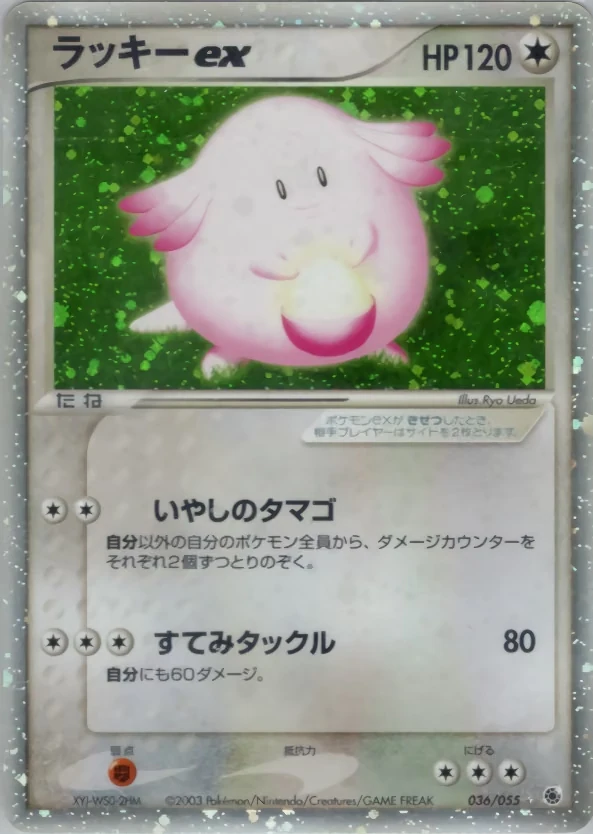 ラッキーex HP120
たね
Illus. Ryo Ueda
ポケモンexが きぜつしたとき、
相手プレイヤーはサイドを2枚とります。
いやしのタマゴ
自分以外の自分のポケモン全員から、ダメージカウンターを
それぞれ2個ずつとりのぞく。
すてみタックル 80
自分にも60ダメージ。
弱点 抵抗力 にげる
©2003 Pokémon/Nintendo/Creatures/GAME FREAK 036/055